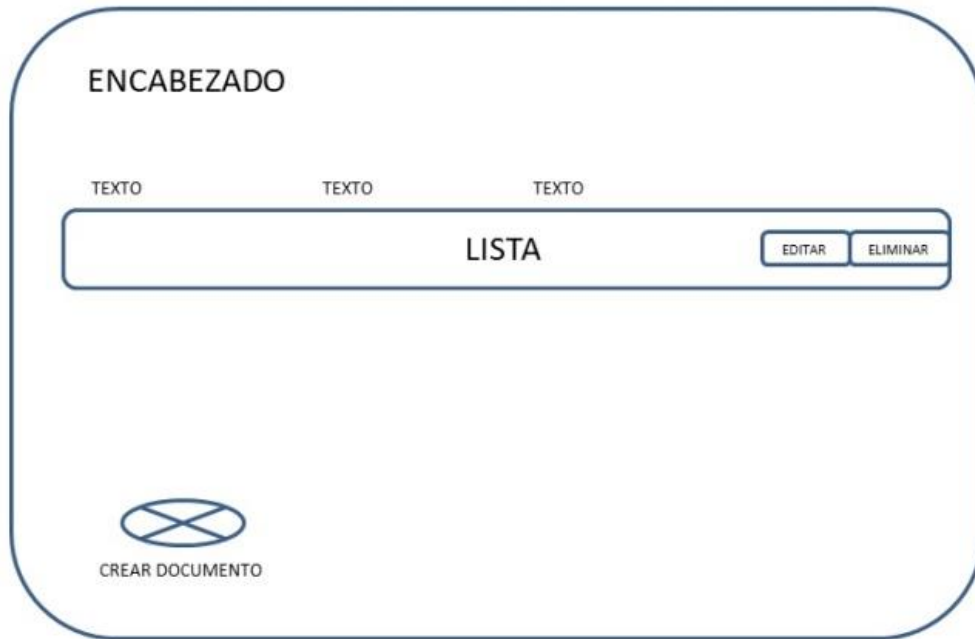 ENCABEZADO
TEXTO TEXTO TEXTO
LISTA EDITAR ELIMINAR
CREAR DOCUMENTO